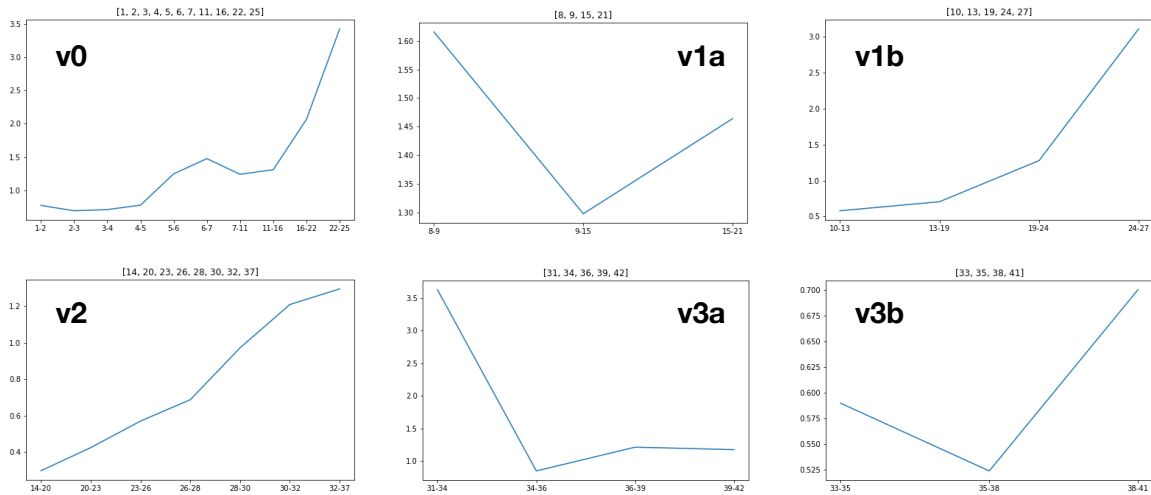 [1, 2, 3, 4, 5, 6, 7, 11, 16, 22, 25]
v0
3.5
3.0
2.5
2.0
1.5
1.0
1-2 2-3 3-4 4-5 5-6 6-7 7-11 11-16 16-22 22-25
[8, 9, 15, 21]
v1a
1.60
1.55
1.50
1.45
1.40
1.35
1.30
8-9 9-15 15-21
[10, 13, 19, 24, 27]
v1b
3.0
2.5
2.0
1.5
1.0
0.5
10-13 13-19 19-24 24-27
[14, 20, 23, 26, 28, 30, 32, 37]
v2
1.2
1.0
0.8
0.6
0.4
14-20 20-23 23-26 26-28 28-30 30-32 32-37
[31, 34, 36, 39, 42]
v3a
3.5
3.0
2.5
2.0
1.5
1.0
31-34 34-36 36-39 39-42
[33, 35, 38, 41]
v3b
0.700
0.675
0.650
0.625
0.600
0.575
0.550
0.525
33-35 35-38 38-41